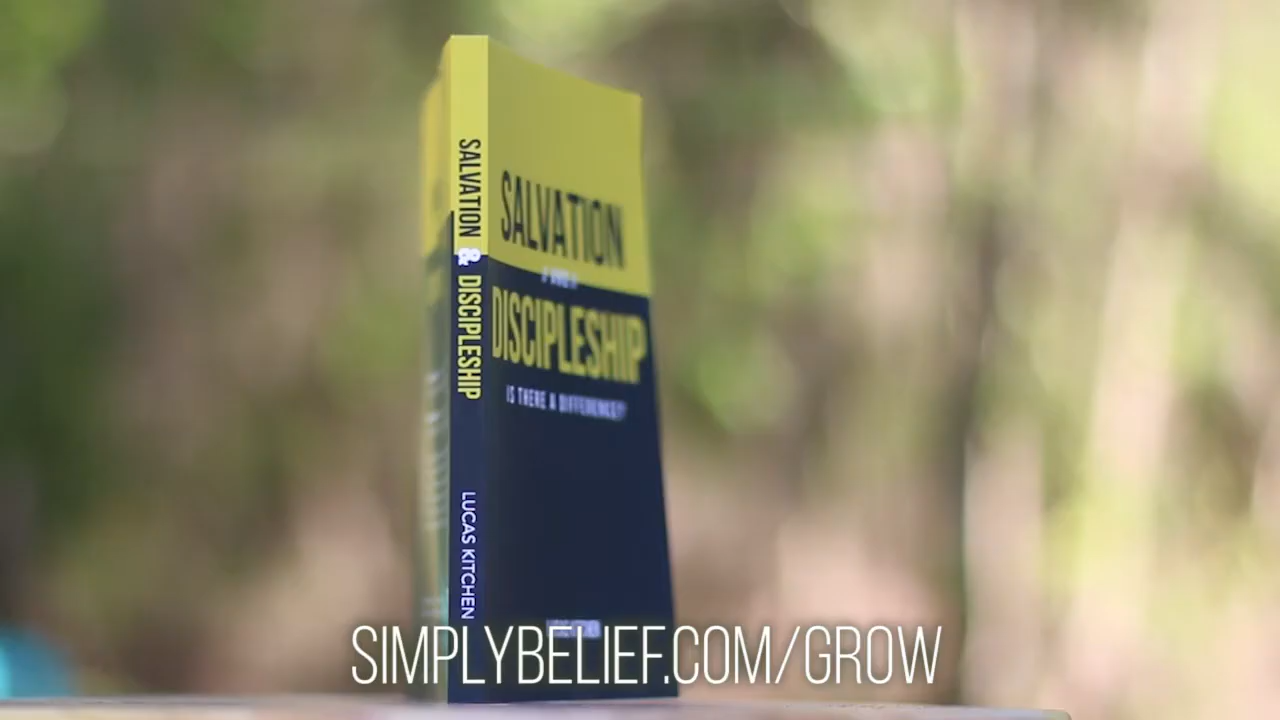 SALVATION & DISCIPLESHIP
LUCAS KITCHEN
SALVATION
DISCIPLESHIP
IS THERE A DIFFERENCE?
SIMPLYBELIEF.COM/GROW